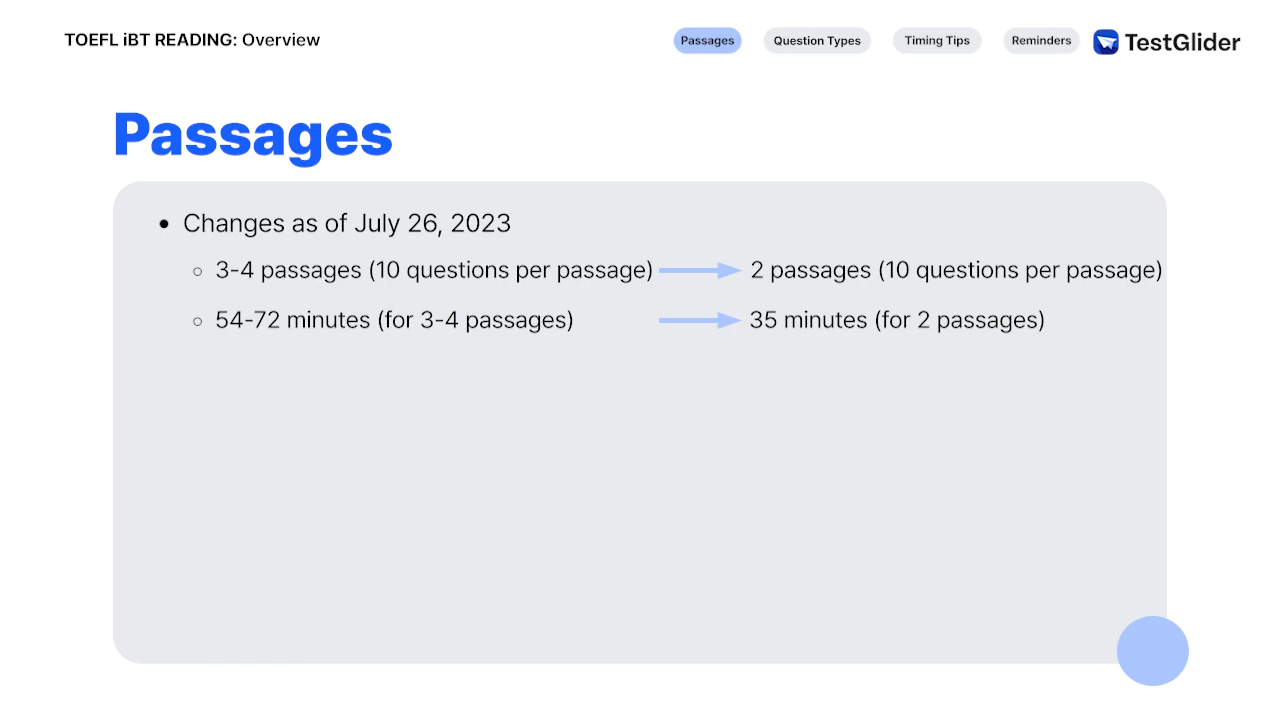 TOEFL iBT READING: Overview
Passages
Question Types
Timing Tips
Reminders
TestGlider
Passages
• Changes as of July 26, 2023
○ 3-4 passages (10 questions per passage) 2 passages (10 questions per passage)
○ 54-72 minutes (for 3-4 passages) 35 minutes (for 2 passages)